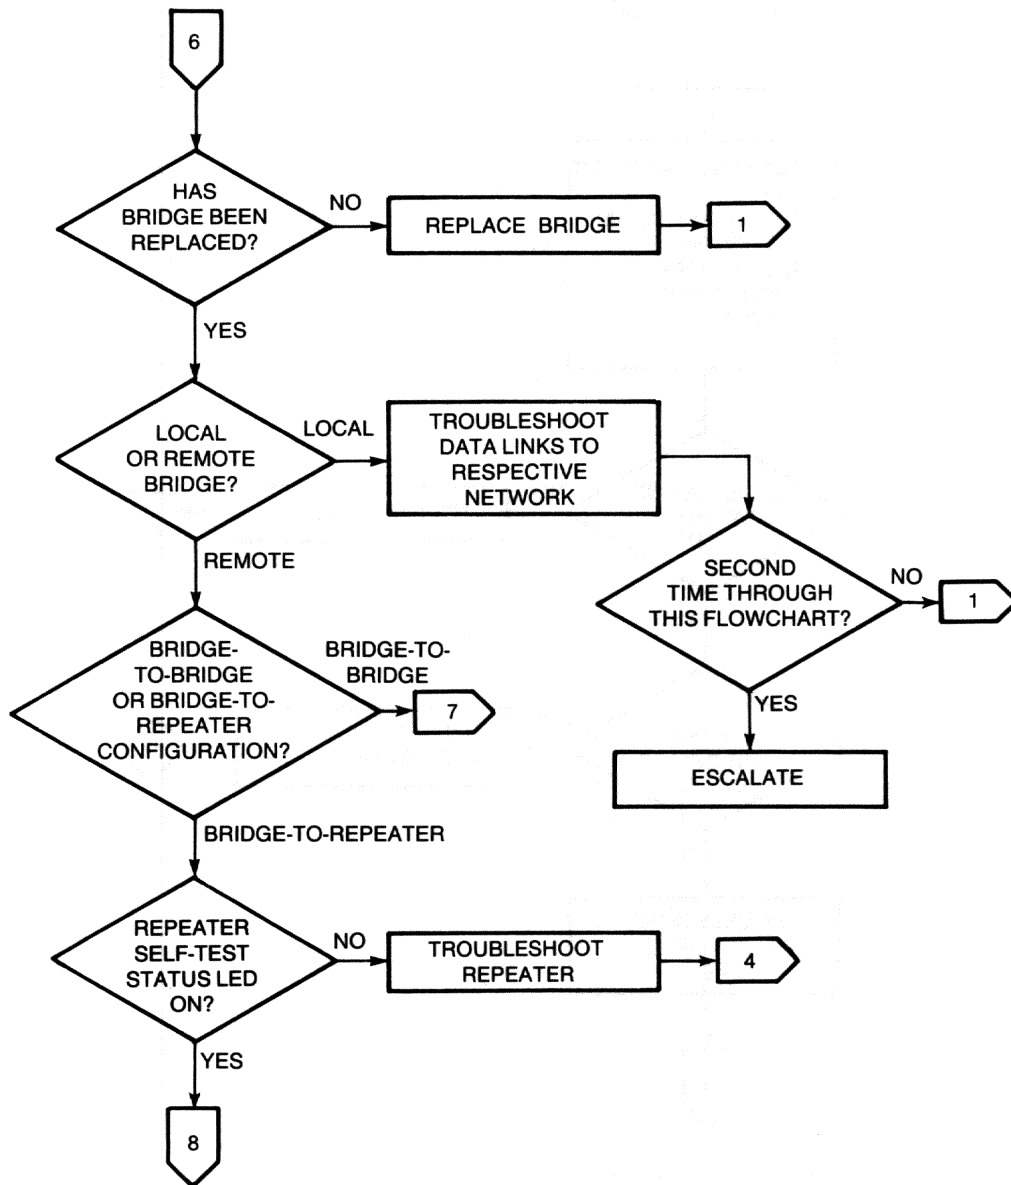 6
HAS
BRIDGE BEEN
REPLACED?
NO
REPLACE BRIDGE
1
YES
LOCAL
OR REMOTE
BRIDGE?
LOCAL
TROUBLESHOOT
DATA LINKS TO
RESPECTIVE
NETWORK
REMOTE
SECOND
TIME THROUGH
THIS FLOWCHART?
NO
1
YES
ESCALATE
BRIDGE-
TO-BRIDGE
OR BRIDGE-TO-
REPEATER
CONFIGURATION?
BRIDGE-TO-
BRIDGE
7
BRIDGE-TO-REPEATER
REPEATER
SELF-TEST
STATUS LED
ON?
NO
TROUBLESHOOT
REPEATER
4
YES
8